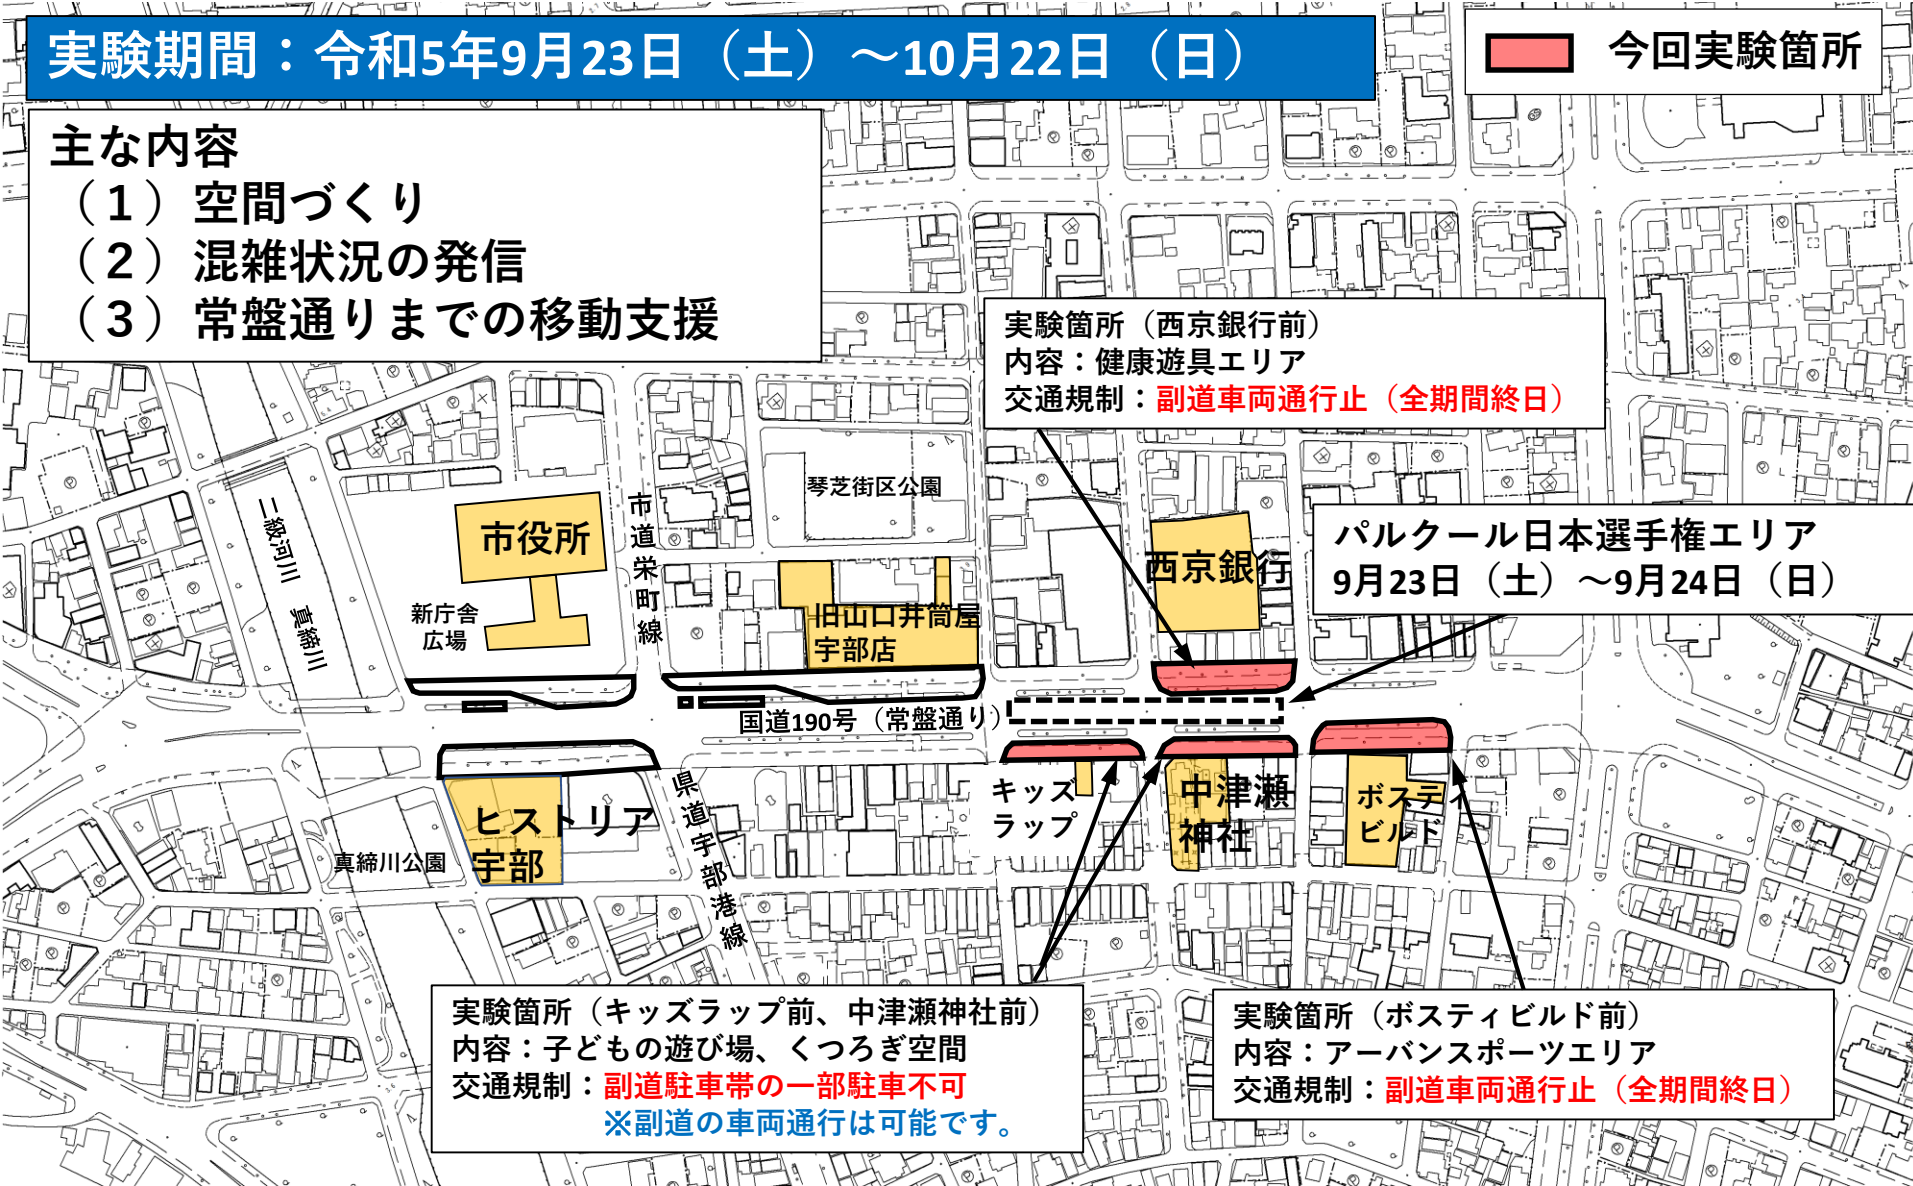 実験期間：令和5年9月23日（土）～10月22日（日）
今回実験箇所
主な内容
（１）空間づくり
（２）混雑状況の発信
（３）常盤通りまでの移動支援
実験箇所（西京銀行前）
内容：健康遊具エリア
交通規制：副道車両通行止（全期間終日）
琴芝街区公園
市道栄町線
二級河川 真締川
市役所
新庁舎
広場
西京銀行
パルクール日本選手権エリア
9月23日（土）～9月24日（日）
旧山口井筒屋
宇部店
国道190号（常盤通り）
キッズ
ラップ
中津瀬
神社
ボスティ
ビルド
ヒストリア
宇部
県道宇部港線
真締川公園
実験箇所（キッズラップ前、中津瀬神社前）
内容：子どもの遊び場、くつろぎ空間
交通規制：副道駐車帯の一部駐車不可
※副道の車両通行は可能です。
実験箇所（ボスティビルド前）
内容：アーバンスポーツエリア
交通規制：副道車両通行止（全期間終日）